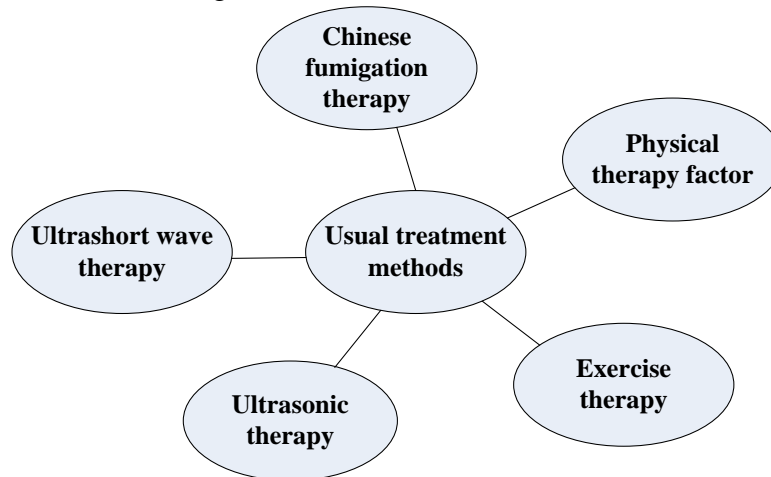 Chinese
fumigation
therapy
Physical
therapy factor
Usual treatment
methods
Ultrashort wave
therapy
Exercise
therapy
Ultrasonic
therapy